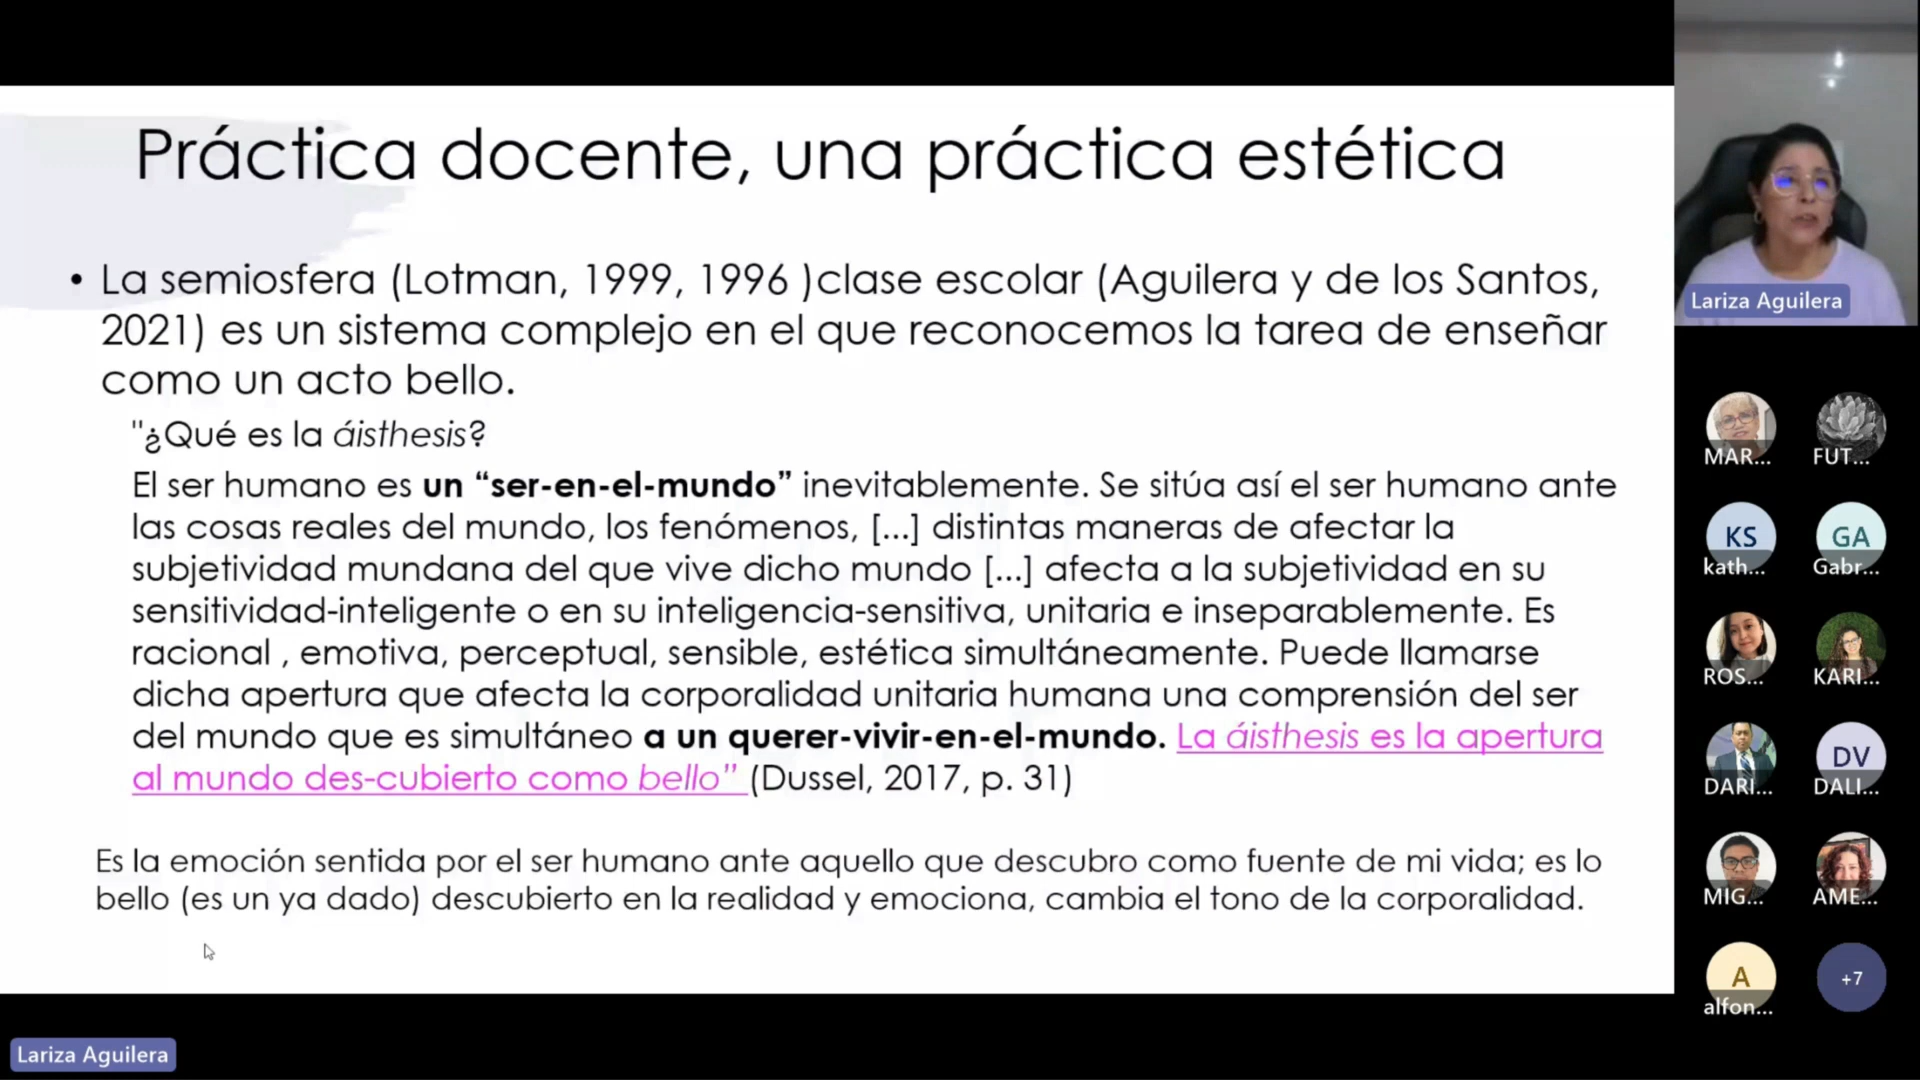 Práctica docente, una práctica estética
• La semiosfera (Lotman, 1999, 1996 )clase escolar (Aguilera y de los Santos,
2021) es un sistema complejo en el que reconocemos la tarea de enseñar
como un acto bello.
"¿Qué es la áisthesis?
El ser humano es un “ser-en-el-mundo” inevitablemente. Se sitúa así el ser humano ante
las cosas reales del mundo, los fenómenos, [...] distintas maneras de afectar la
subjetividad mundana del que vive dicho mundo [...] afecta a la subjetividad en su
sensitividad-inteligente o en su inteligencia-sensitiva, unitaria e inseparablemente. Es
racional , emotiva, perceptual, sensible, estética simultáneamente. Puede llamarse
dicha apertura que afecta la corporalidad unitaria humana una comprensión del ser
del mundo que es simultáneo a un querer-vivir-en-el-mundo. La áisthesis es la apertura
al mundo des-cubierto como bello” (Dussel, 2017, p. 31)
Es la emoción sentida por el ser humano ante aquello que descubro como fuente de mi vida; es lo
bello (es un ya dado) descubierto en la realidad y emociona, cambia el tono de la corporalidad.
Lariza Aguilera
Lariza Aguilera
MAR...
FUT...
KS
kath...
GA
Gabr...
ROS...
KARI...
DARI...
DV
DALI...
MIG...
AME...
A
alfon...
+7